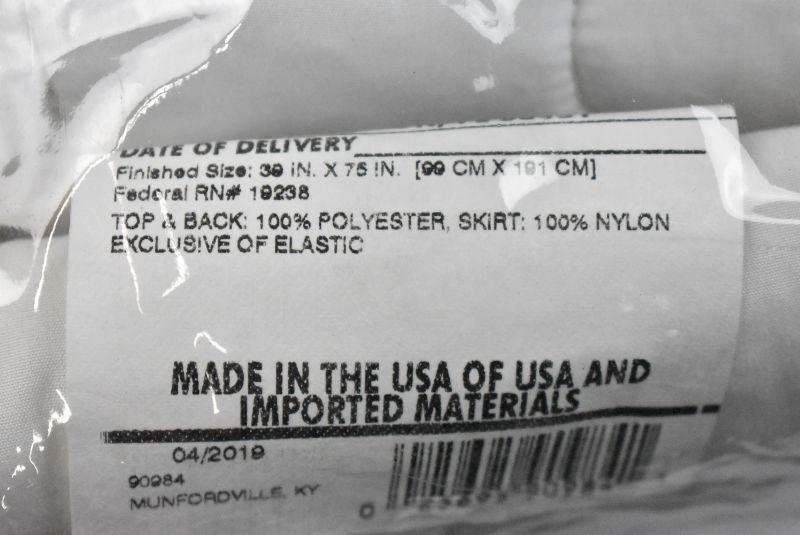 DATE OF DELIVERY
Finished Size: 39 IN. X 75 IN. [99 CM X 191 CM]
Federal RN# 19238
TOP & BACK: 100% POLYESTER, SKIRT: 100% NYLON
EXCLUSIVE OF ELASTIC
MADE IN THE USA OF USA AND
IMPORTED MATERIALS
04/2019
90984
MUNFORDVILLE, KY
0